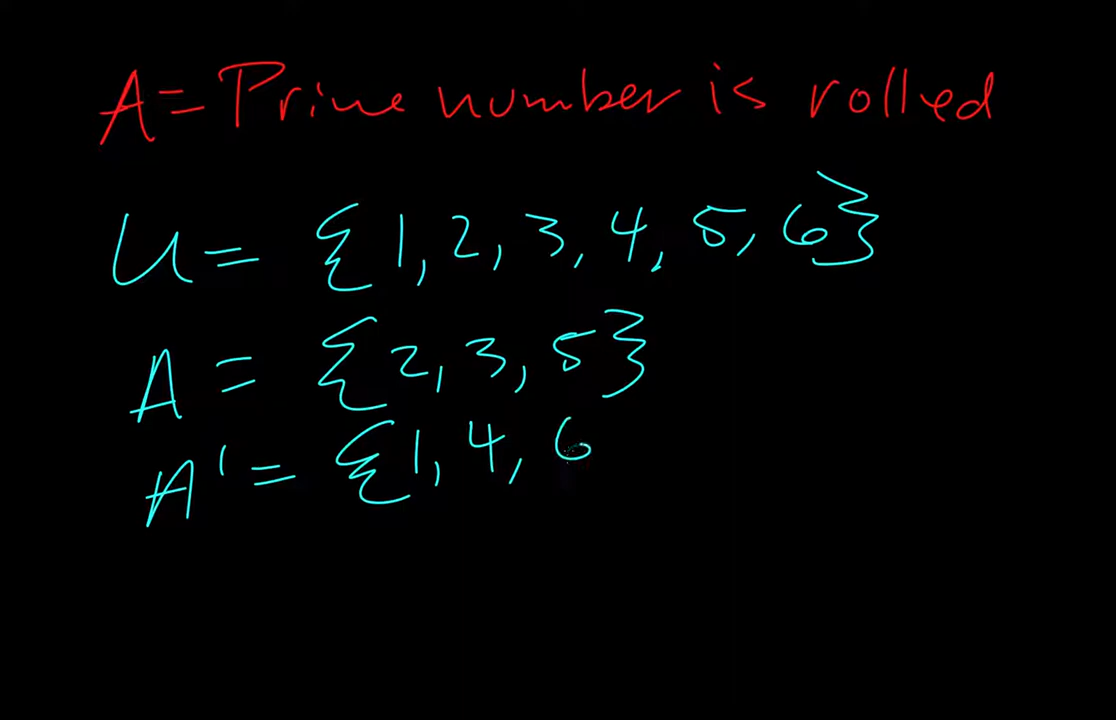 A = Prime number is rolled
U = {1, 2, 3, 4, 5, 6}
A = {2, 3, 5}
A' = {1, 4, 6